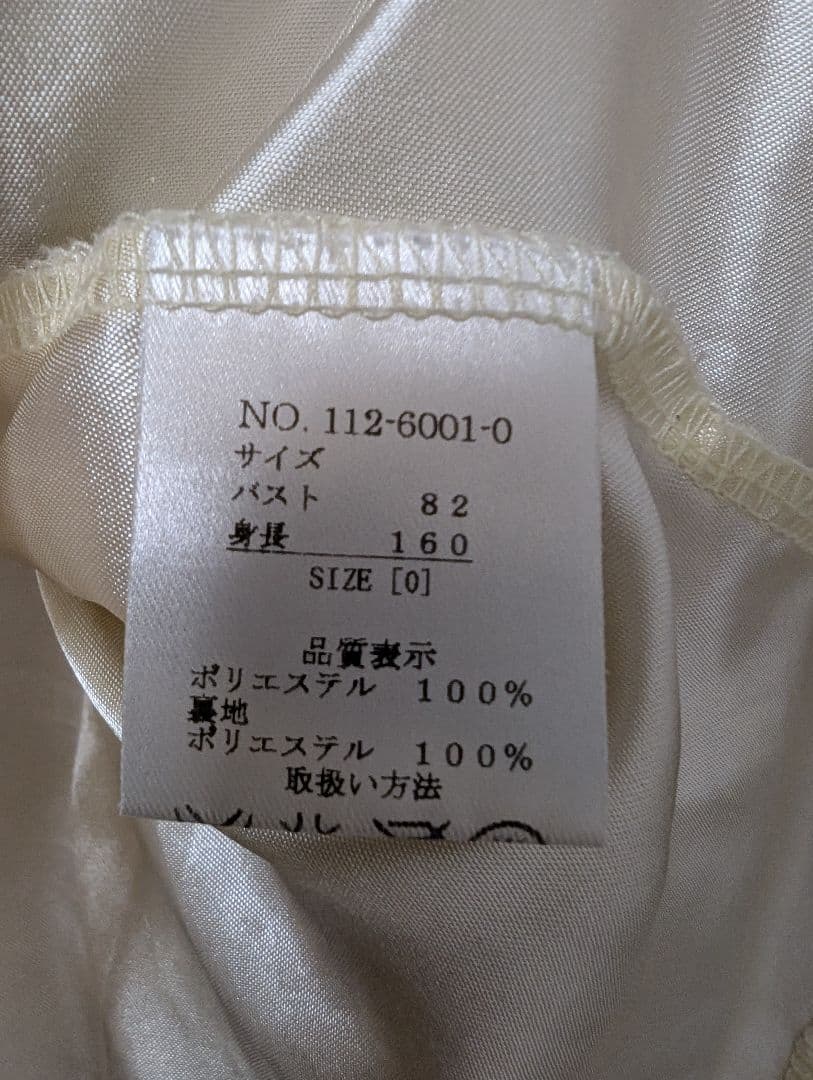 NO. 112-6001-0
サイズ
バスト 82
身長 160
SIZE [0]
品質表示
ポリエステル 100%
裏地
ポリエステル 100%
取扱い方法